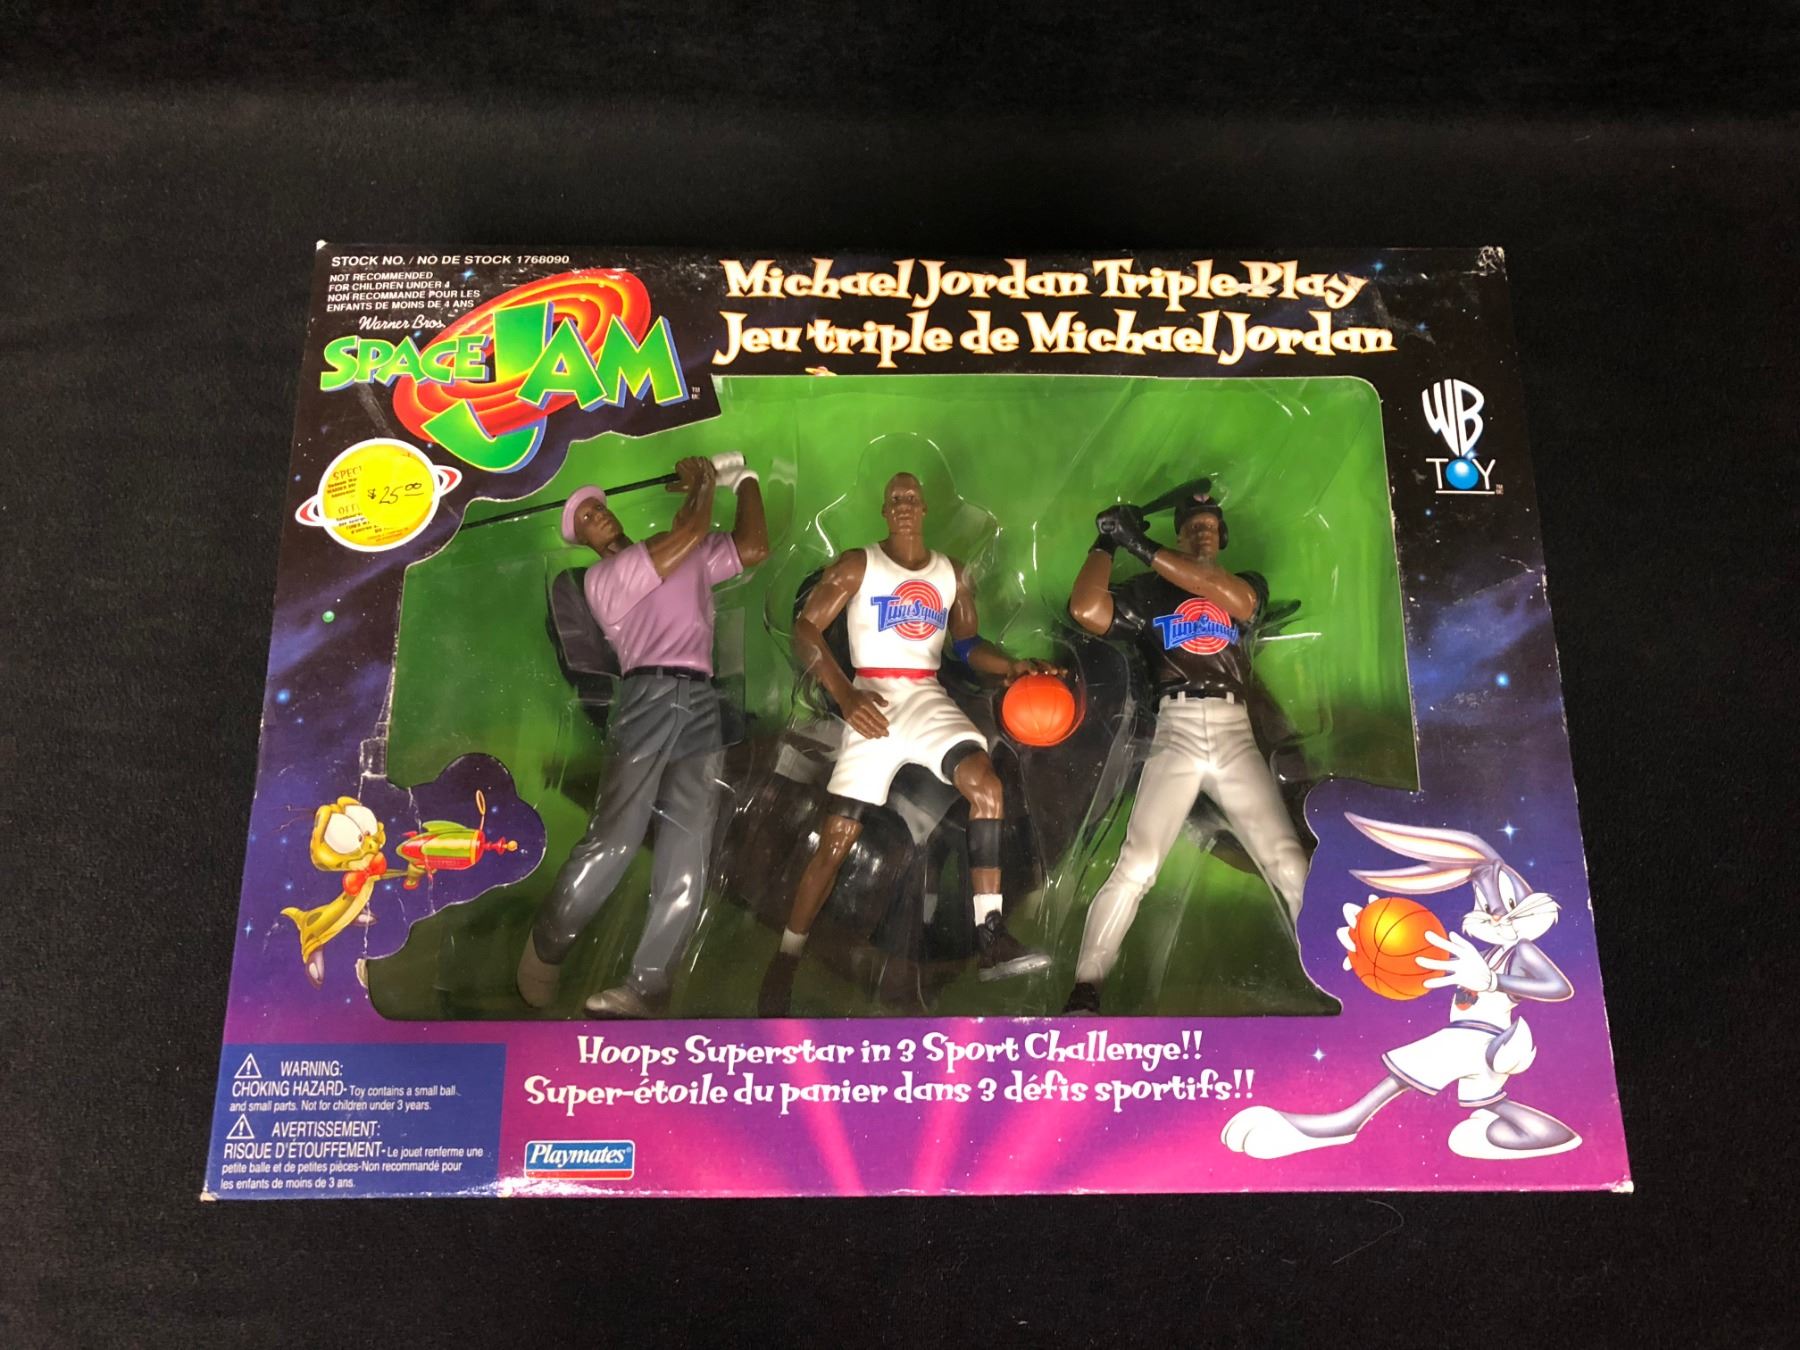 STOCK NO. / NO DE STOCK 1768090
NOT RECOMMENDED
FOR CHILDREN UNDER 4
NON RECOMMANDÉ POUR LES
ENFANTS DE MOINS DE 4 ANS
Warner Bros.
SPACE JAM
TM
MC
Michael Jordan Triple Play
Jeu triple de Michael Jordan
WB
TOY
$25.00
Tune Squad
Tune Squad
Hoops Superstar in 3 Sport Challenge!!
Super-étoile du panier dans 3 défis sportifs!!
WARNING:
CHOKING HAZARD- Toy contains a small ball
and small parts. Not for children under 3 years.
AVERTISSEMENT:
RISQUE D'ÉTOUFFEMENT- Le jouet renferme une
petite balle et de petites pièces-Non recommandé pour
les enfants de moins de 3 ans.
Playmates®